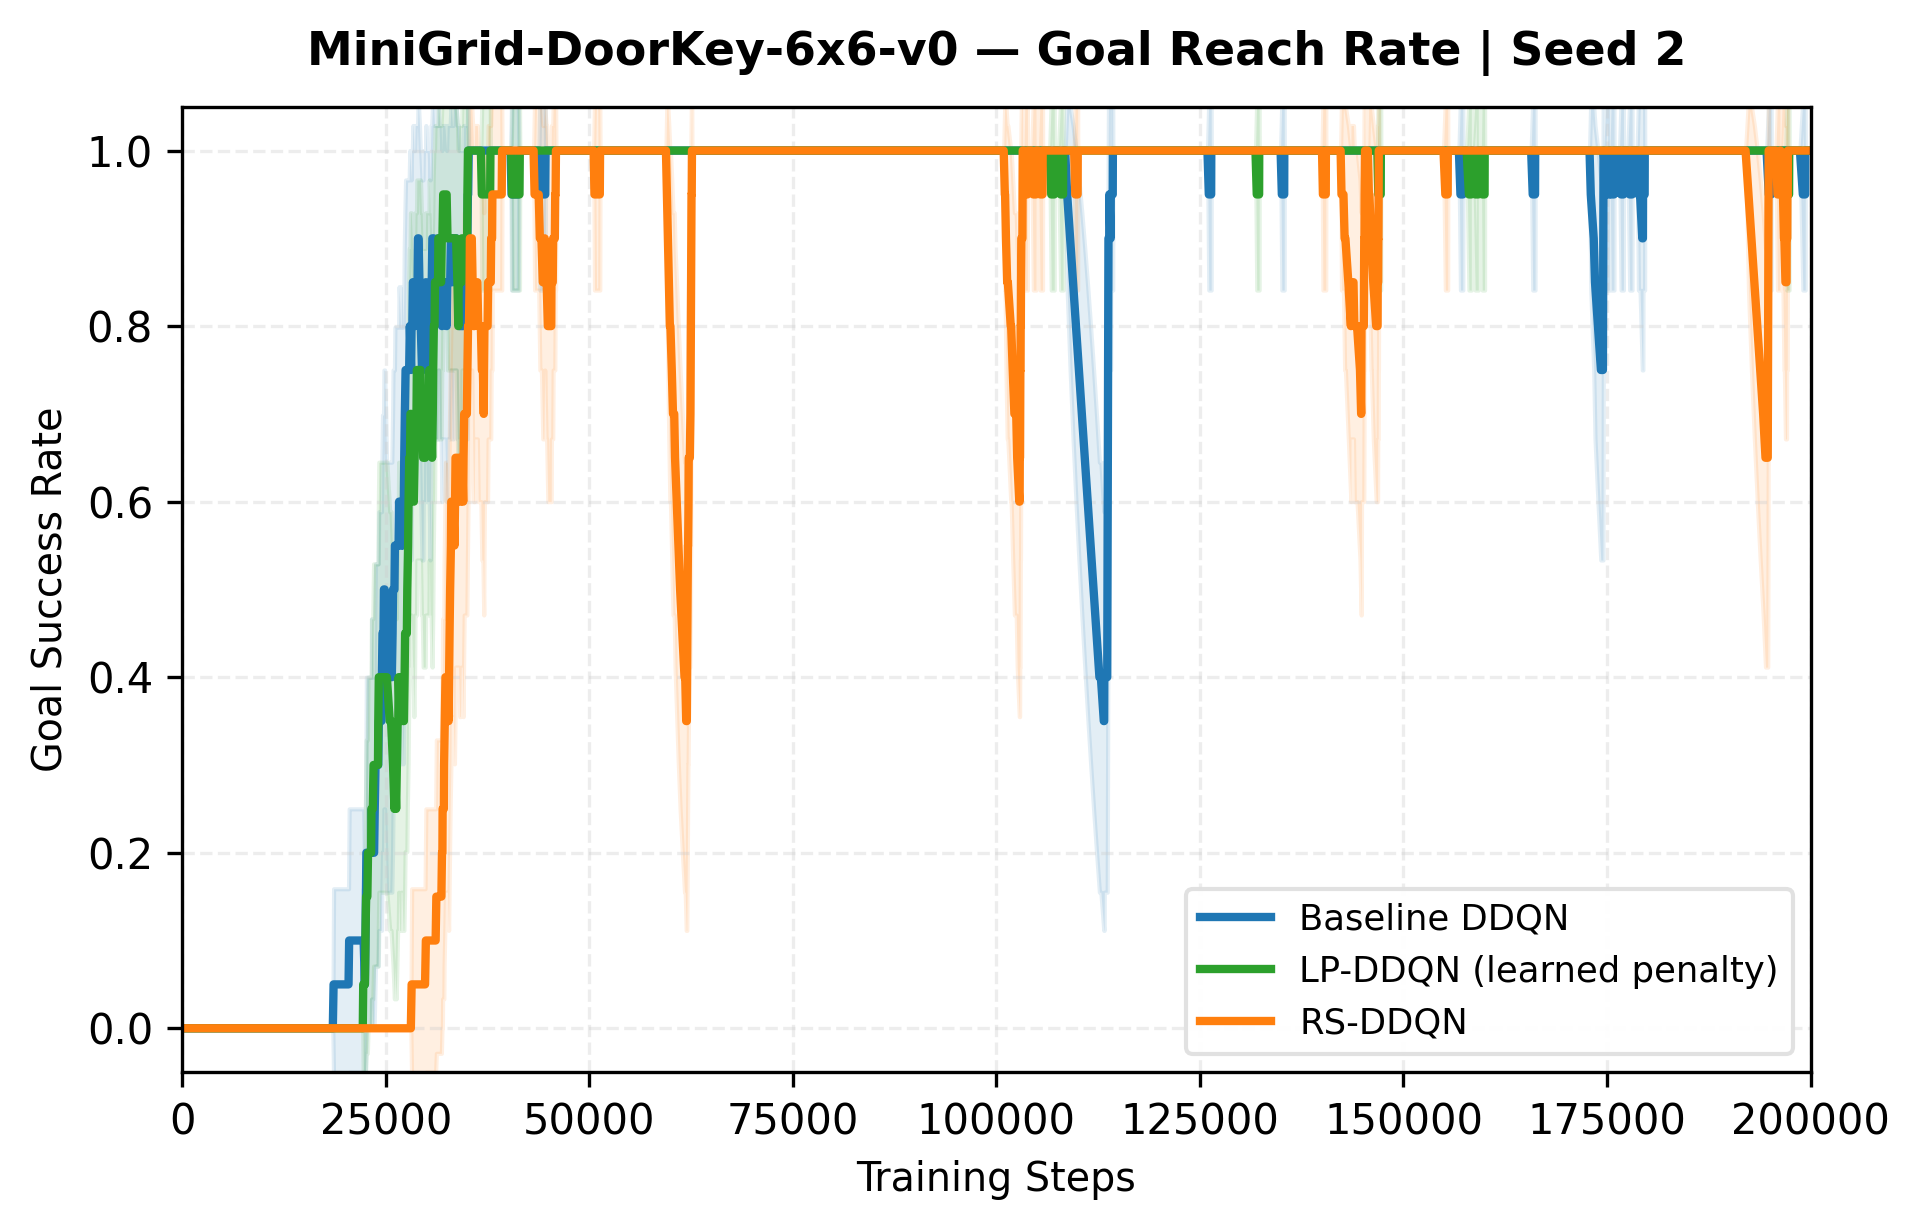 MiniGrid-DoorKey-6x6-v0 — Goal Reach Rate | Seed 2
Goal Success Rate
1.0
0.8
0.6
0.4
0.2
0.0
Baseline DDQN
LP-DDQN (learned penalty)
RS-DDQN
0 25000 50000 75000 100000 125000 150000 175000 200000
Training Steps